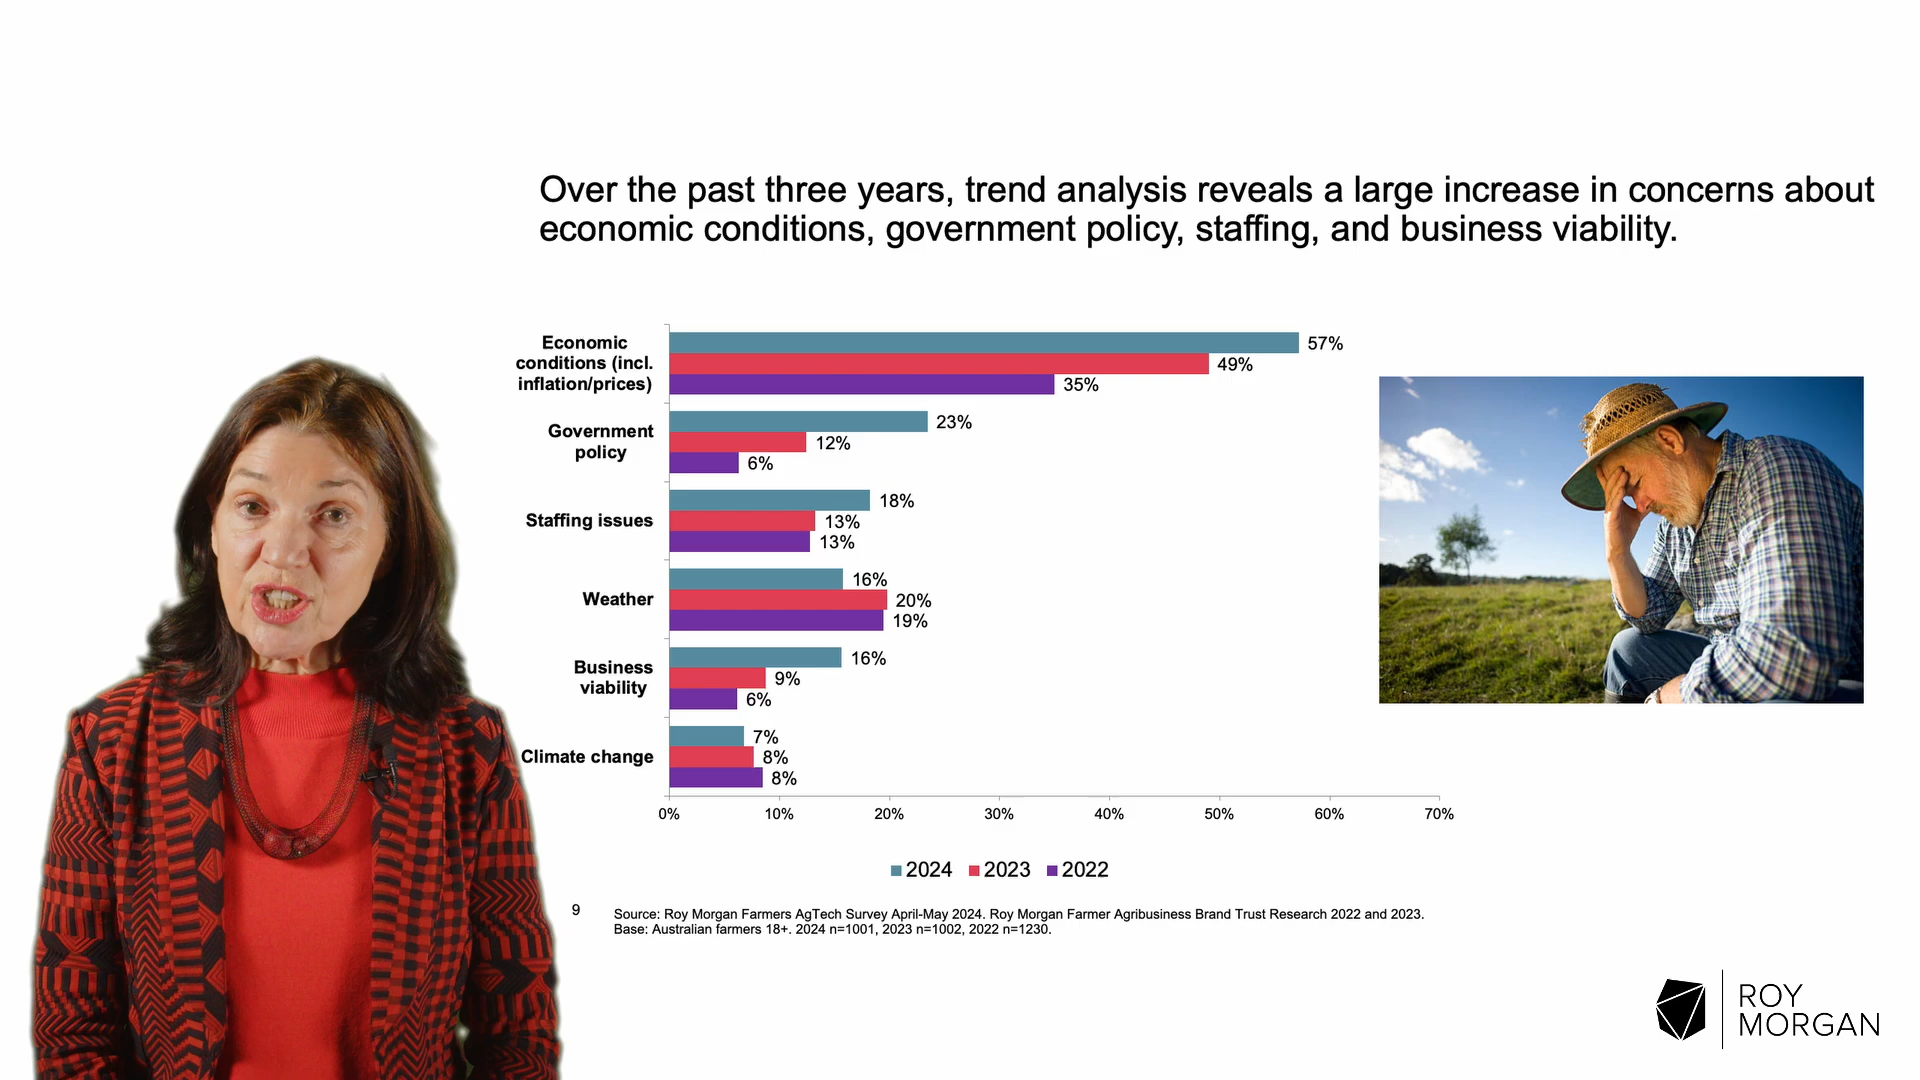 Over the past three years, trend analysis reveals a large increase in concerns about
economic conditions, government policy, staffing, and business viability.
Economic
conditions (incl.
inflation/prices)
57%
49%
35%
Government
policy
23%
12%
6%
Staffing issues
18%
13%
13%
Weather
16%
20%
19%
Business
viability
16%
9%
6%
Climate change
7%
8%
8%
0% 10% 20% 30% 40% 50% 60% 70%
2024 2023 2022
9
Source: Roy Morgan Farmers AgTech Survey April-May 2024. Roy Morgan Farmer Agribusiness Brand Trust Research 2022 and 2023.
Base: Australian farmers 18+. 2024 n=1001, 2023 n=1002, 2022 n=1230.
ROY
MORGAN